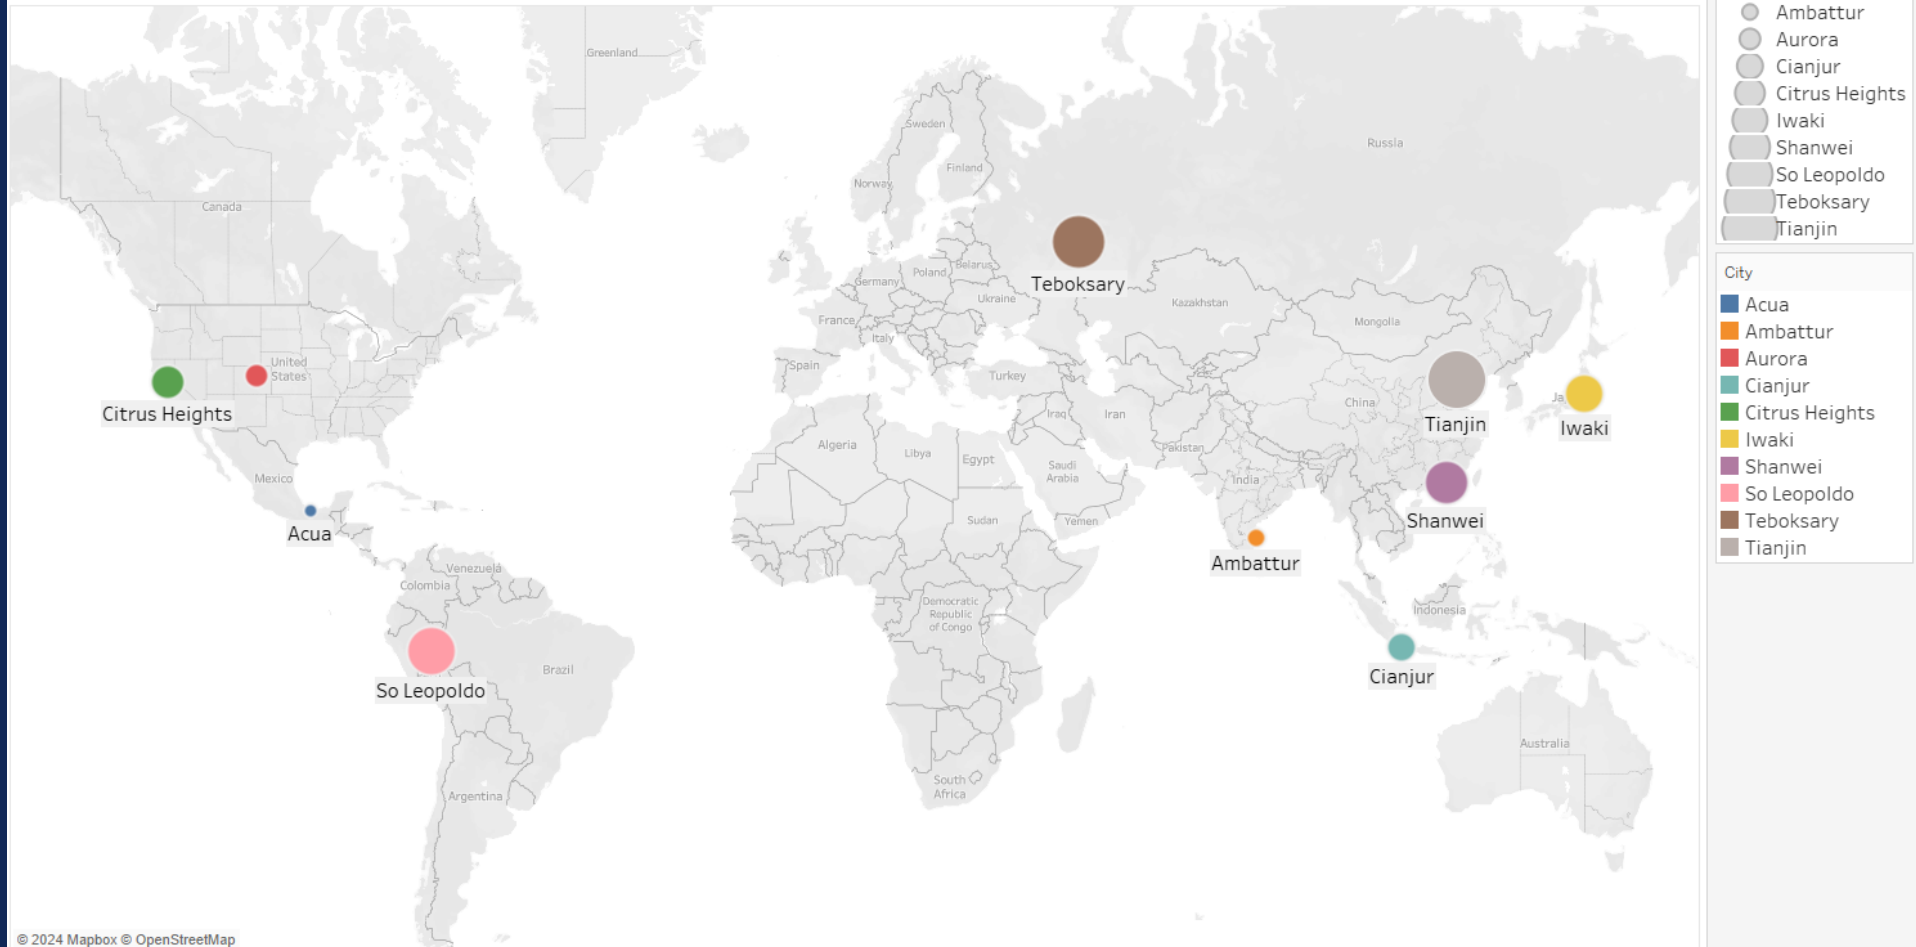 Greenland
Sweden
Finland
Norway
Russia
Canada
Teboksary
Belarus
Poland
Germany
Ukraine
France
Kazakhstan
Mongolia
Italy
Spain
Turkey
United
States
Citrus Heights
China
Ja
Tianjin
Iwaki
Iraq
Iran
Algeria
Libya
Egypt
Pakistan
Saudi
Arabia
India
Mexico
Sudan
Yemen
Shanwei
Acua
Ambattur
Venezuela
Colombia
Democratic
Republic
of Congo
Indonesia
Brazil
Cianjur
So Leopoldo
Australia
South
Africa
Argentina
© 2024 Mapbox © OpenStreetMap
Ambattur
Aurora
Cianjur
Citrus Heights
Iwaki
Shanwei
So Leopoldo
Teboksary
Tianjin
City
Acua
Ambattur
Aurora
Cianjur
Citrus Heights
Iwaki
Shanwei
So Leopoldo
Teboksary
Tianjin